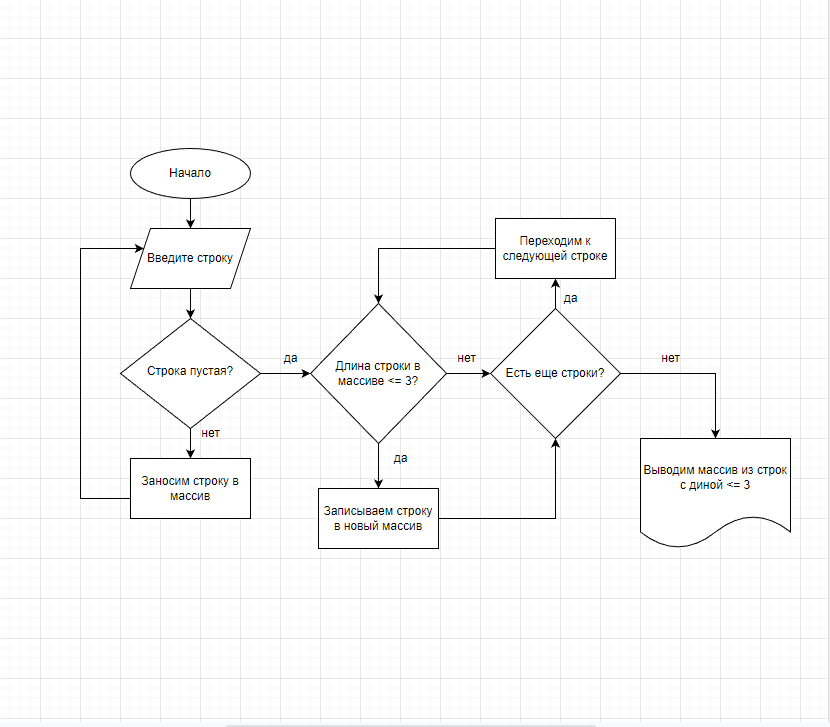 Начало
Введите строку
Строка пустая?
да
нет
Заносим строку в
массив
Длина строки в
массиве <= 3?
нет
да
Записываем строку
в новый массив
Есть еще строки?
да
Переходим к
следующей строке
нет
Выводим массив из строк
с диной <= 3